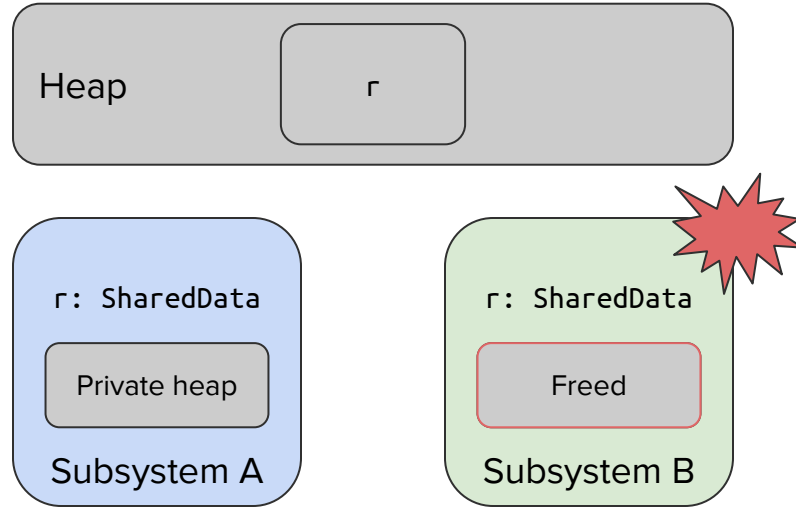 Heap
r
r: SharedData
r: SharedData
Private heap
Freed
Subsystem A
Subsystem B